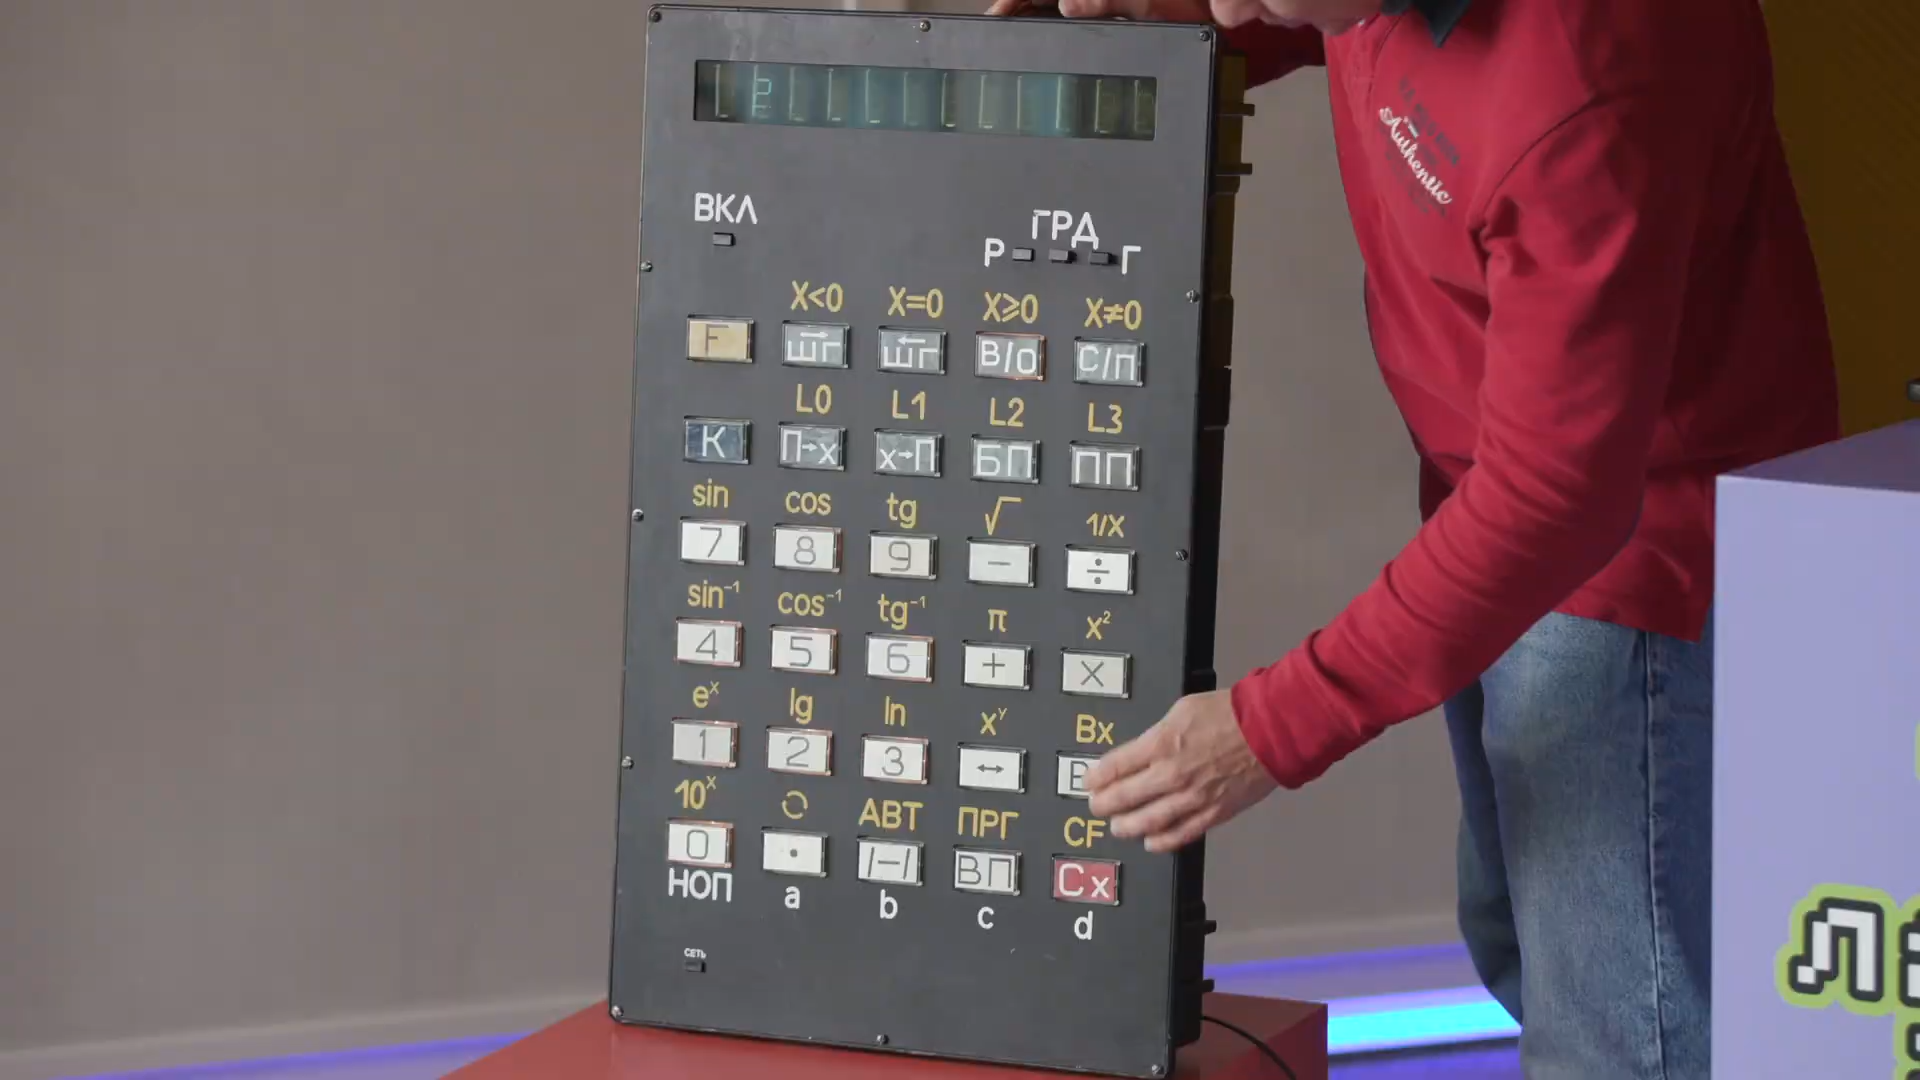 ВКЛ
ГРД
Р Г
X<0 X=0 X⩾0 X≠0
F ШГ ШГ В/О С/П
L0 L1 L2 L3
К П→x x→П БП ПП
sin cos tg √ 1/X
7 8 9 − ÷
sin⁻¹ cos⁻¹ tg⁻¹ π x²
4 5 6 + X
eˣ lg ln Xʸ Bx
1 2 3 ↔ В
10ˣ АВТ ПРГ CF
0 • /−/ ВП Cx
НОП a b c d
СЕТЬ
Authentic